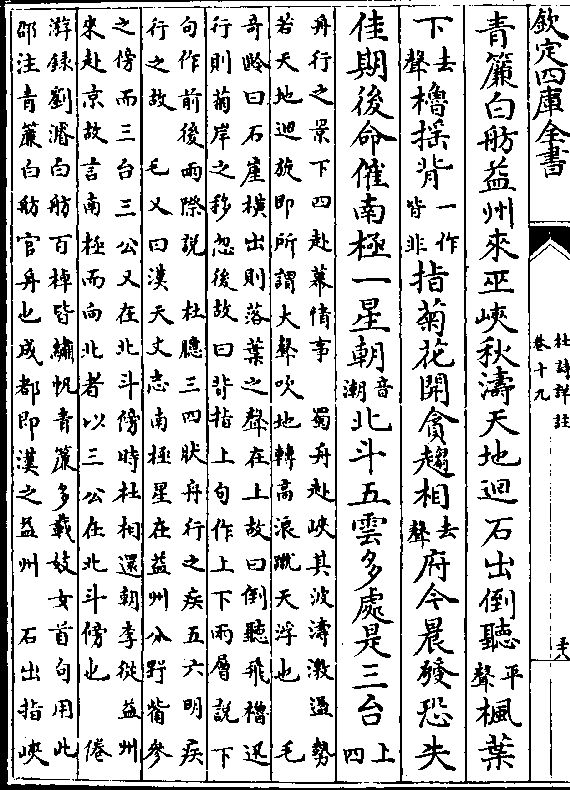 欽定四庫全書
杜詩詳註
卷十九
青簾白舫益州來巫峽秋濤天地廻石出倒聽平聲楓葉
下去聲櫓揺背一作皆非指菊花開貪趨相去聲府今晨發恐失
佳期後命催南極一星朝音潮北斗五雲多處是三台上四
舟行之景下四赴幕情事 蜀舟赴峽其波濤激盪勢
若天地廻旋即所謂大聲吹地轉高浪蹴天浮也 毛
奇齡曰石座橫出則落葉之聲在上故曰倒聽飛櫓迅
行則菊岸之移忽後故曰背指上句作上下兩層説下
句作前後兩際説 杜臆三四狀舟行之疾五六明疾
行之故 毛又曰漢天文志南極星在益州分野觜參
之傍而三台三公又在北斗傍時杜相還朝李從益州
來赴京故言南極而向北者以三公在北斗傍也 倦
游録劉濬白舫百棹皆繡帆青簾多載妓女首句用此
邵注青簾白舫官舟也成都即漢之益州 石出指峽